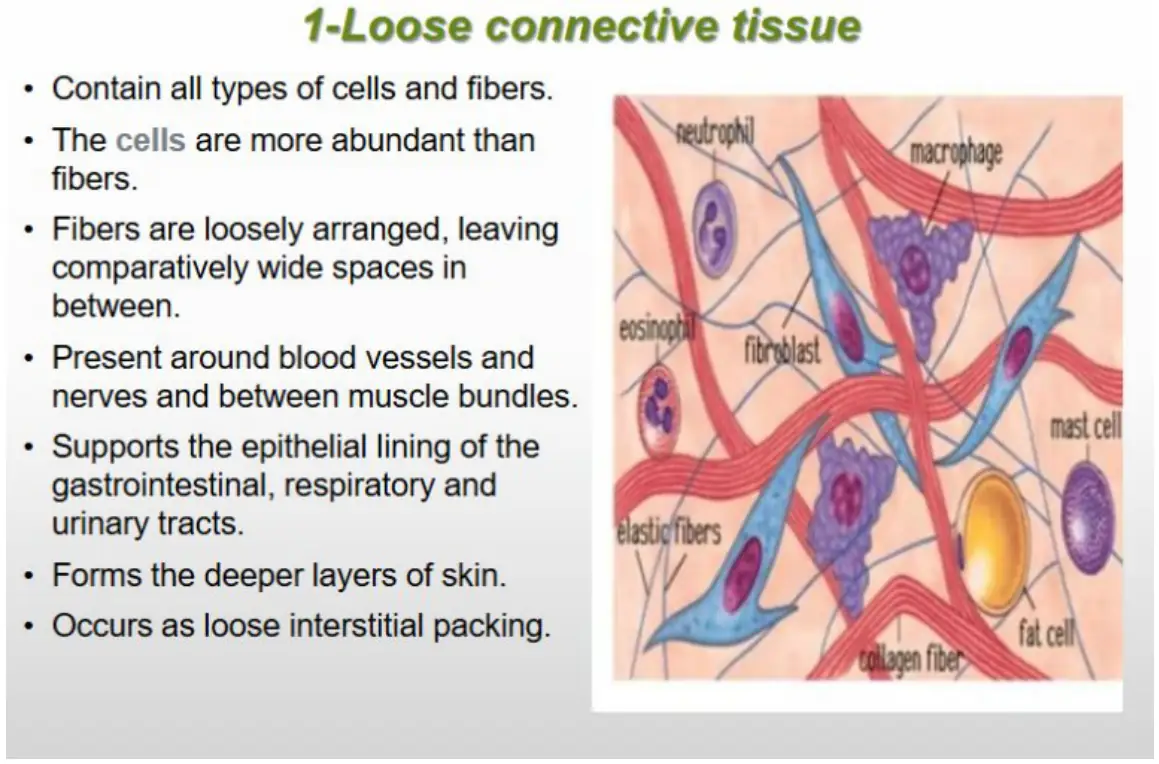 1-Loose connective tissue
• Contain all types of cells and fibers.
• The cells are more abundant than
fibers.
• Fibers are loosely arranged, leaving
comparatively wide spaces in
between.
• Present around blood vessels and
nerves and between muscle bundles.
• Supports the epithelial lining of the
gastrointestinal, respiratory and
urinary tracts.
• Forms the deeper layers of skin.
• Occurs as loose interstitial packing.
neutrophil
macrophage
eosinophil
fibroblast
mast cell
elastic fibers
fat cell
collagen fiber